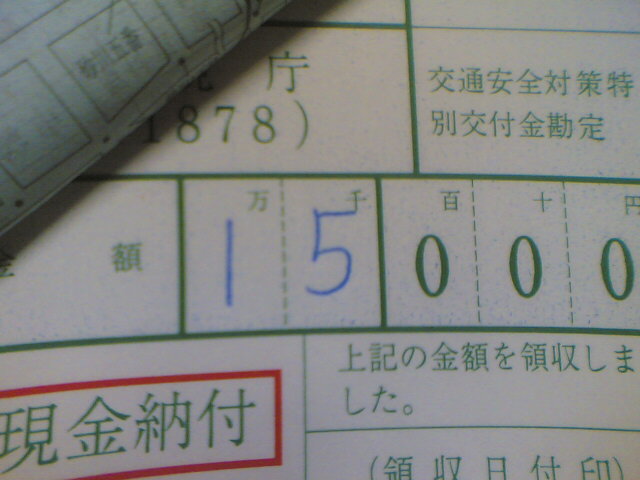 庁
交通安全対策特
1878)
別交付金勘定
万 千 百 十 円
金額 1 5 0 0 0
上記の金額を領収しま
した。
現金納付
(領収日付印)